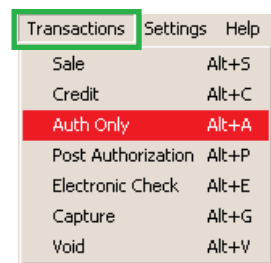 Transactions Settings Help
Sale Alt+S
Credit Alt+C
Auth Only Alt+A
Post Authorization Alt+P
Electronic Check Alt+E
Capture Alt+G
Void Alt+V